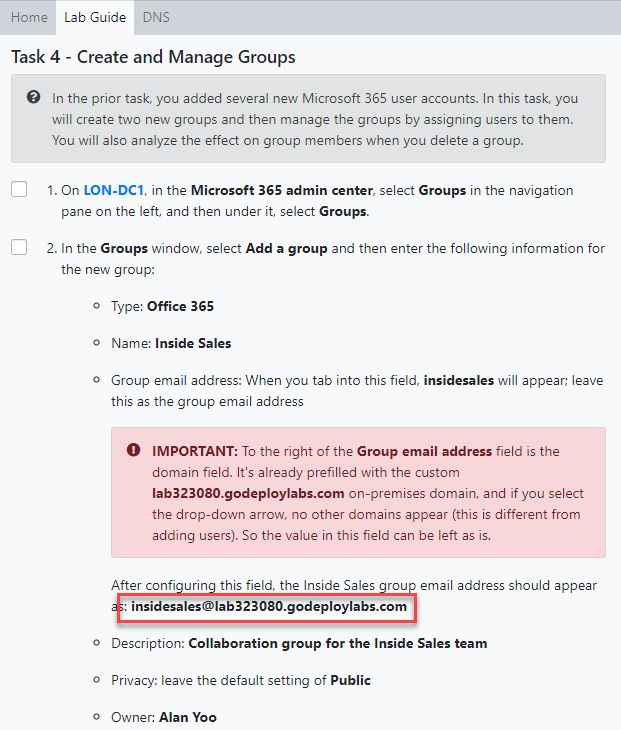 Home Lab Guide DNS
Task 4 - Create and Manage Groups
In the prior task, you added several new Microsoft 365 user accounts. In this task, you
will create two new groups and then manage the groups by assigning users to them.
You will also analyze the effect on group members when you delete a group.
1. On LON-DC1, in the Microsoft 365 admin center, select Groups in the navigation
pane on the left, and then under it, select Groups.
2. In the Groups window, select Add a group and then enter the following information for
the new group:
Type: Office 365
Name: Inside Sales
Group email address: When you tab into this field, insidesales will appear; leave
this as the group email address
IMPORTANT: To the right of the Group email address field is the
domain field. It's already prefilled with the custom
lab323080.godeploylabs.com on-premises domain, and if you select
the drop-down arrow, no other domains appear (this is different from
adding users). So the value in this field can be left as is.
After configuring this field, the Inside Sales group email address should appear
as: insidesales@lab323080.godeploylabs.com
Description: Collaboration group for the Inside Sales team
Privacy: leave the default setting of Public
Owner: Alan Yoo